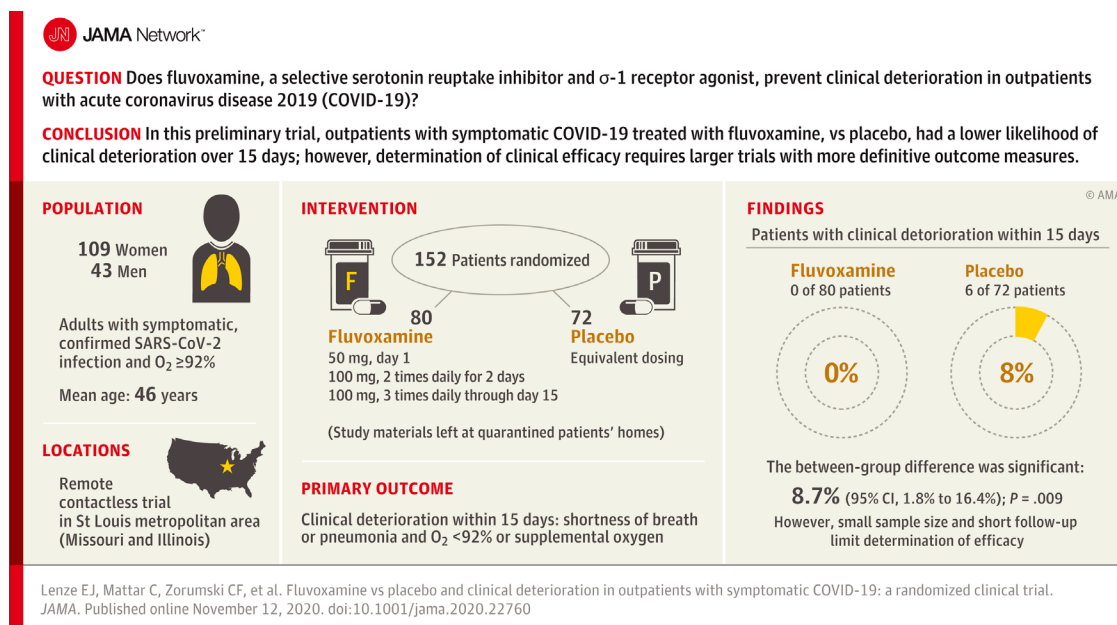 JN JAMA Network™
QUESTION Does fluvoxamine, a selective serotonin reuptake inhibitor and σ-1 receptor agonist, prevent clinical deterioration in outpatients
with acute coronavirus disease 2019 (COVID-19)?
CONCLUSION In this preliminary trial, outpatients with symptomatic COVID-19 treated with fluvoxamine, vs placebo, had a lower likelihood of
clinical deterioration over 15 days; however, determination of clinical efficacy requires larger trials with more definitive outcome measures.
© AMA
POPULATION
109 Women
43 Men
Adults with symptomatic,
confirmed SARS-CoV-2
infection and O₂ ≥92%
Mean age: 46 years
LOCATIONS
Remote
contactless trial
in St Louis metropolitan area
(Missouri and Illinois)
INTERVENTION
152 Patients randomized
F
P
80
Fluvoxamine
50 mg, day 1
100 mg, 2 times daily for 2 days
100 mg, 3 times daily through day 15
72
Placebo
Equivalent dosing
(Study materials left at quarantined patients' homes)
PRIMARY OUTCOME
Clinical deterioration within 15 days: shortness of breath
or pneumonia and O₂ <92% or supplemental oxygen
FINDINGS
Patients with clinical detorioration within 15 days
Fluvoxamine
0 of 80 patients
0%
Placebo
6 of 72 patients
8%
The between-group difference was significant:
8.7% (95% CI, 1.8% to 16.4%); P = .009
However, small sample size and short follow-up
limit determination of efficacy
Lenze EJ, Mattar C, Zorumski CF, et al. Fluvoxamine vs placebo and clinical deterioration in outpatients with symptomatic COVID-19: a randomized clinical trial.
JAMA. Published online November 12, 2020. doi:10.1001/jama.2020.22760